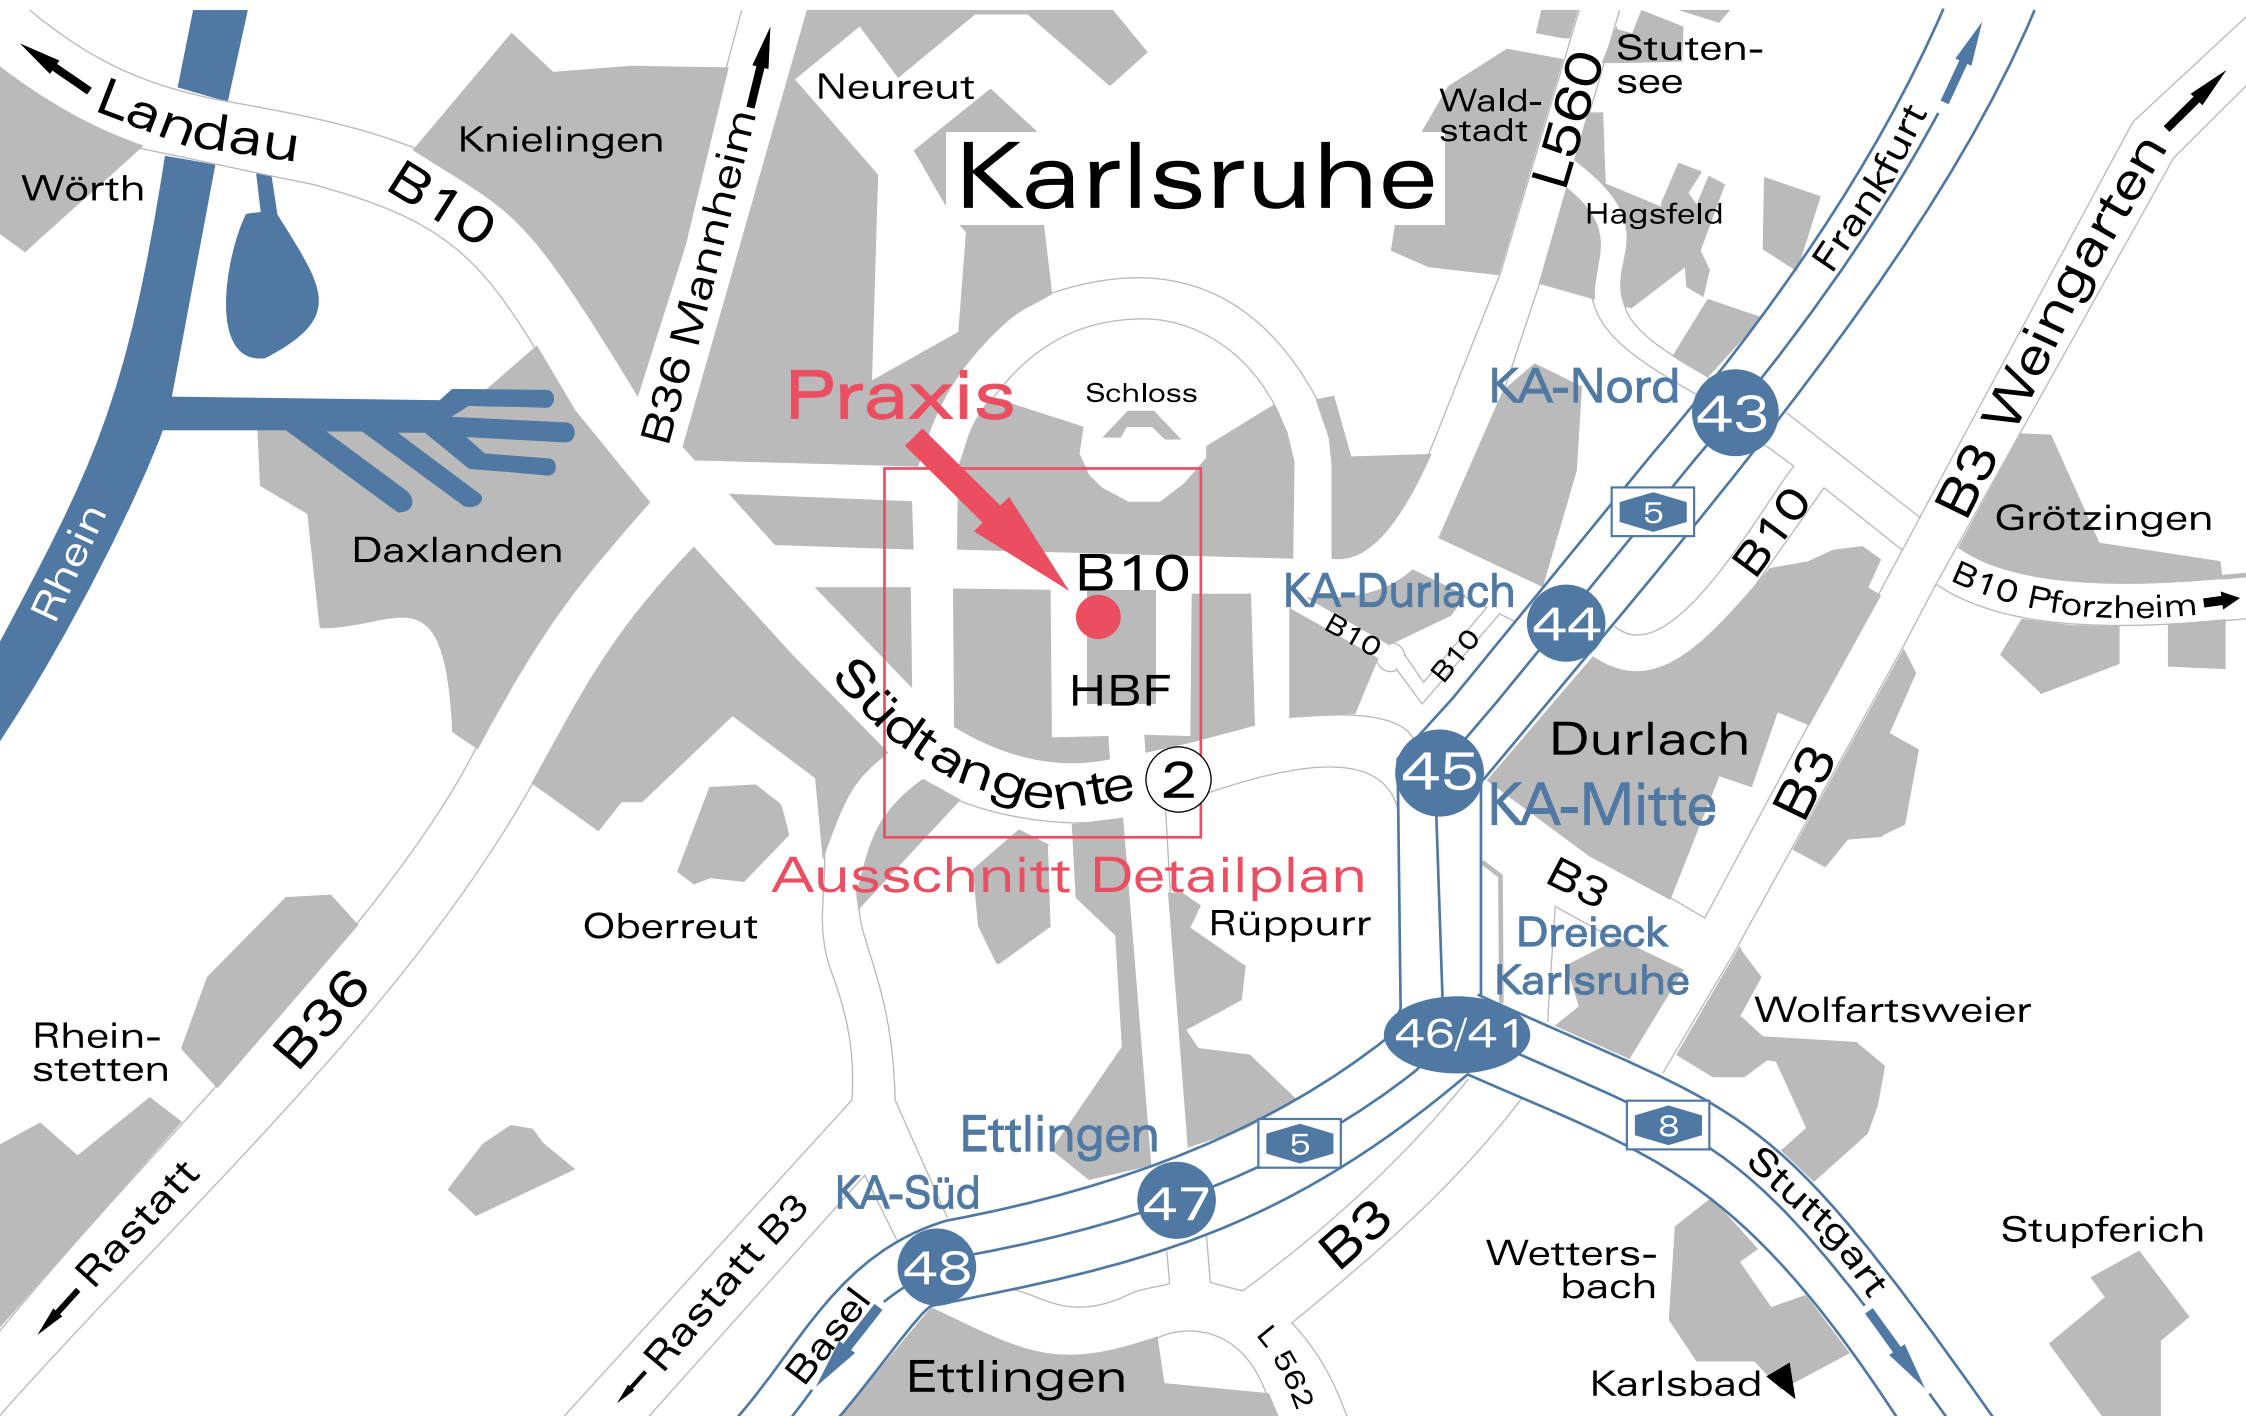 Landau
Wörth
B10
Knielingen
B36 Mannheim
Neureut
Karlsruhe
Wald-
stadt
L560
Stuten-
see
Hagsfeld
Frankfurt
B3 Weingarten
Rhein
Daxlanden
Praxis
Schloss
KA-Nord
43
5
B10
Grötzingen
B10 Pforzheim
B10
HBF
KA-Durlach
44
B10
B10
Südtangente
2
45
KA-Mitte
Durlach
B3
Ausschnitt Detailplan
Oberreut
Rüppurr
B3
Dreieck
Karlsruhe
46/41
Wolfartsweier
Rhein-
stetten
B36
Rastatt
Ettlingen
5
8
KA-Süd
47
48
Rastatt B3
Basel
B3
Stuttgart
Wetters-
bach
Stupferich
Karlsbad
Ettlingen
L 562